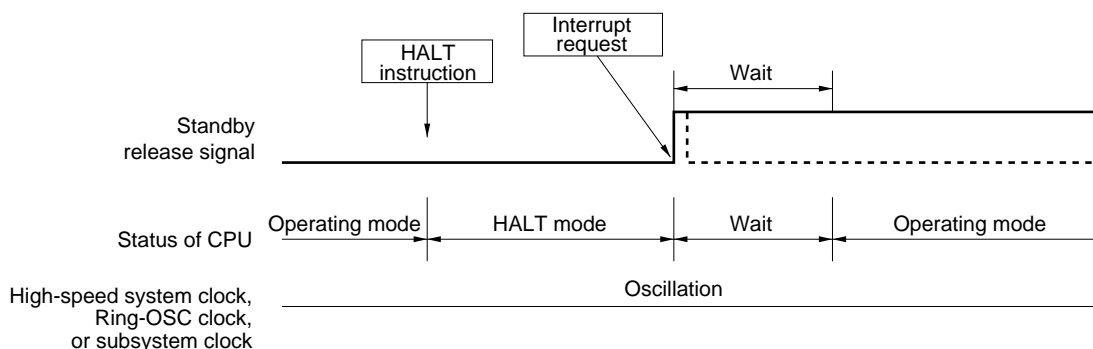 Interrupt
request
HALT
instruction
Wait
Standby
release signal
Status of CPU
Operating mode
HALT mode
Wait
Operating mode
High-speed system clock,
Ring-OSC clock,
or subsystem clock
Oscillation